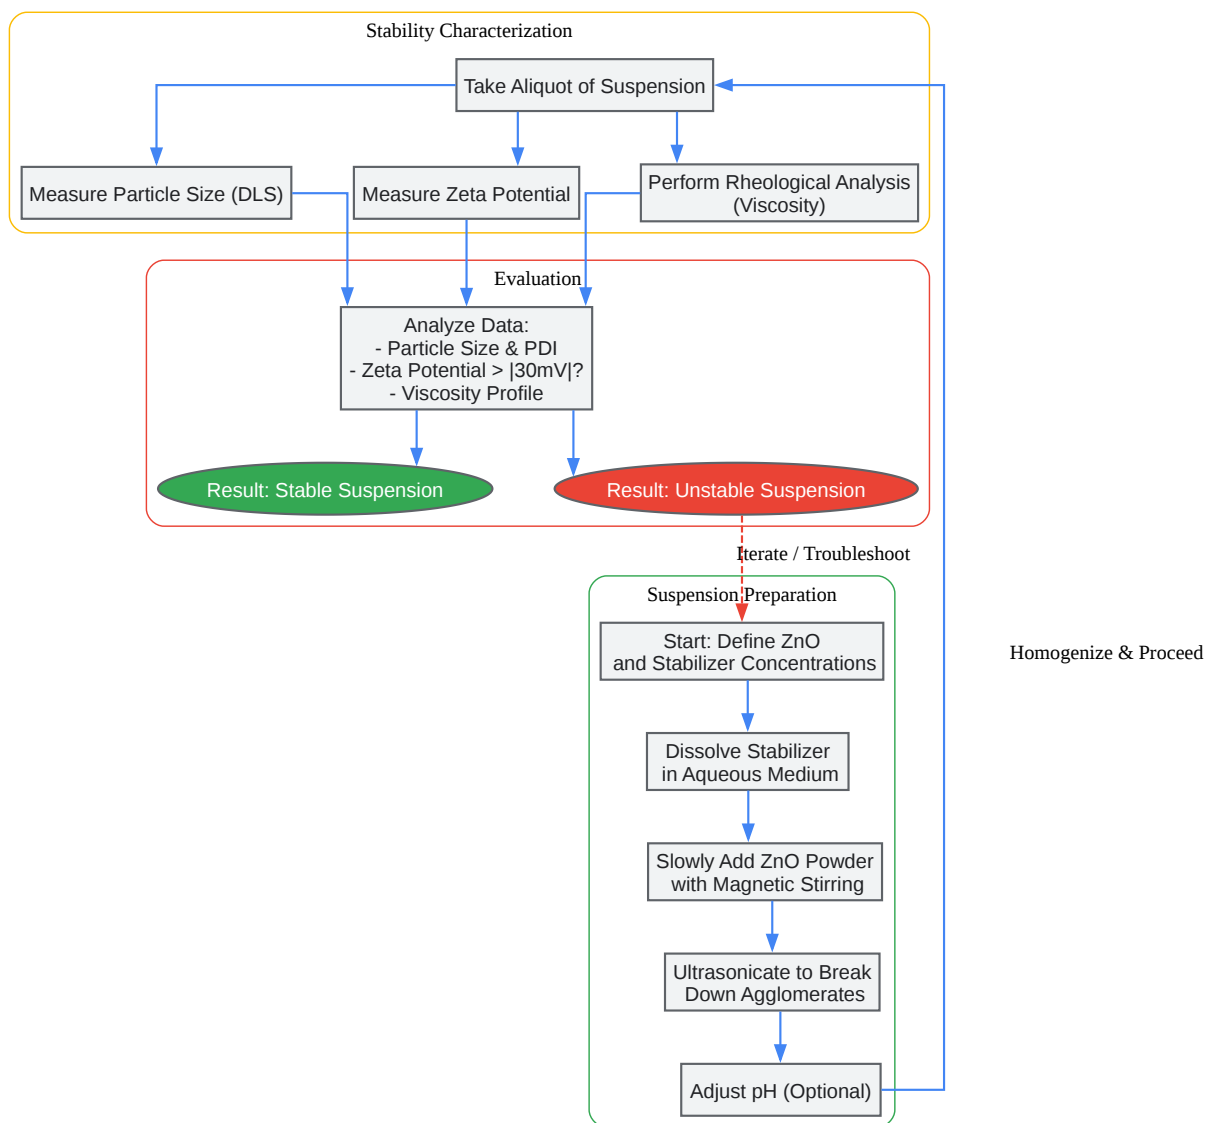 Stability Characterization
Take Aliquot of Suspension
Measure Particle Size (DLS)
Measure Zeta Potential
Perform Rheological Analysis
(Viscosity)
Evaluation
Analyze Data:
- Particle Size & PDI
- Zeta Potential > |30mV|?
- Viscosity Profile
Result: Stable Suspension
Result: Unstable Suspension
Iterate / Troubleshoot
Suspension Preparation
Start: Define ZnO
and Stabilizer Concentrations
Homogenize & Proceed
Dissolve Stabilizer
in Aqueous Medium
Slowly Add ZnO Powder
with Magnetic Stirring
Ultrasonicate to Break
Down Agglomerates
Adjust pH (Optional)